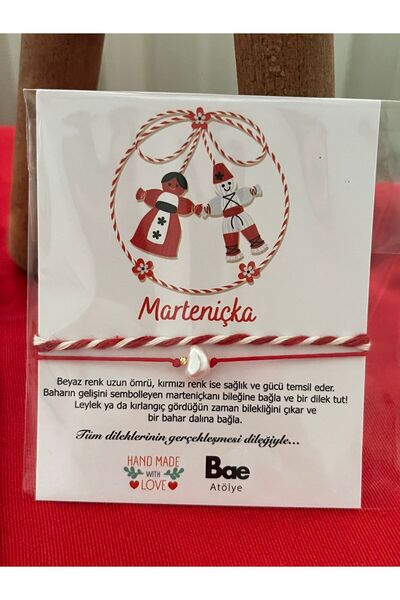 Marteniçka
Beyaz renk uzun ömrü, kırmızı renk ise sağlık ve gücü temsil eder.
Baharın gelişini sembolleyen marteniçkanı bileğine bağla ve bir dilek tut!
Leylek ya da kırlangıç gördüğün zaman bilekliğini çıkar ve
bir bahar dalına bağla.
Tüm dileklerinin gerçekleşmesi dileğiyle...
HAND MADE
WITH
LOVE
Bae
Atölye